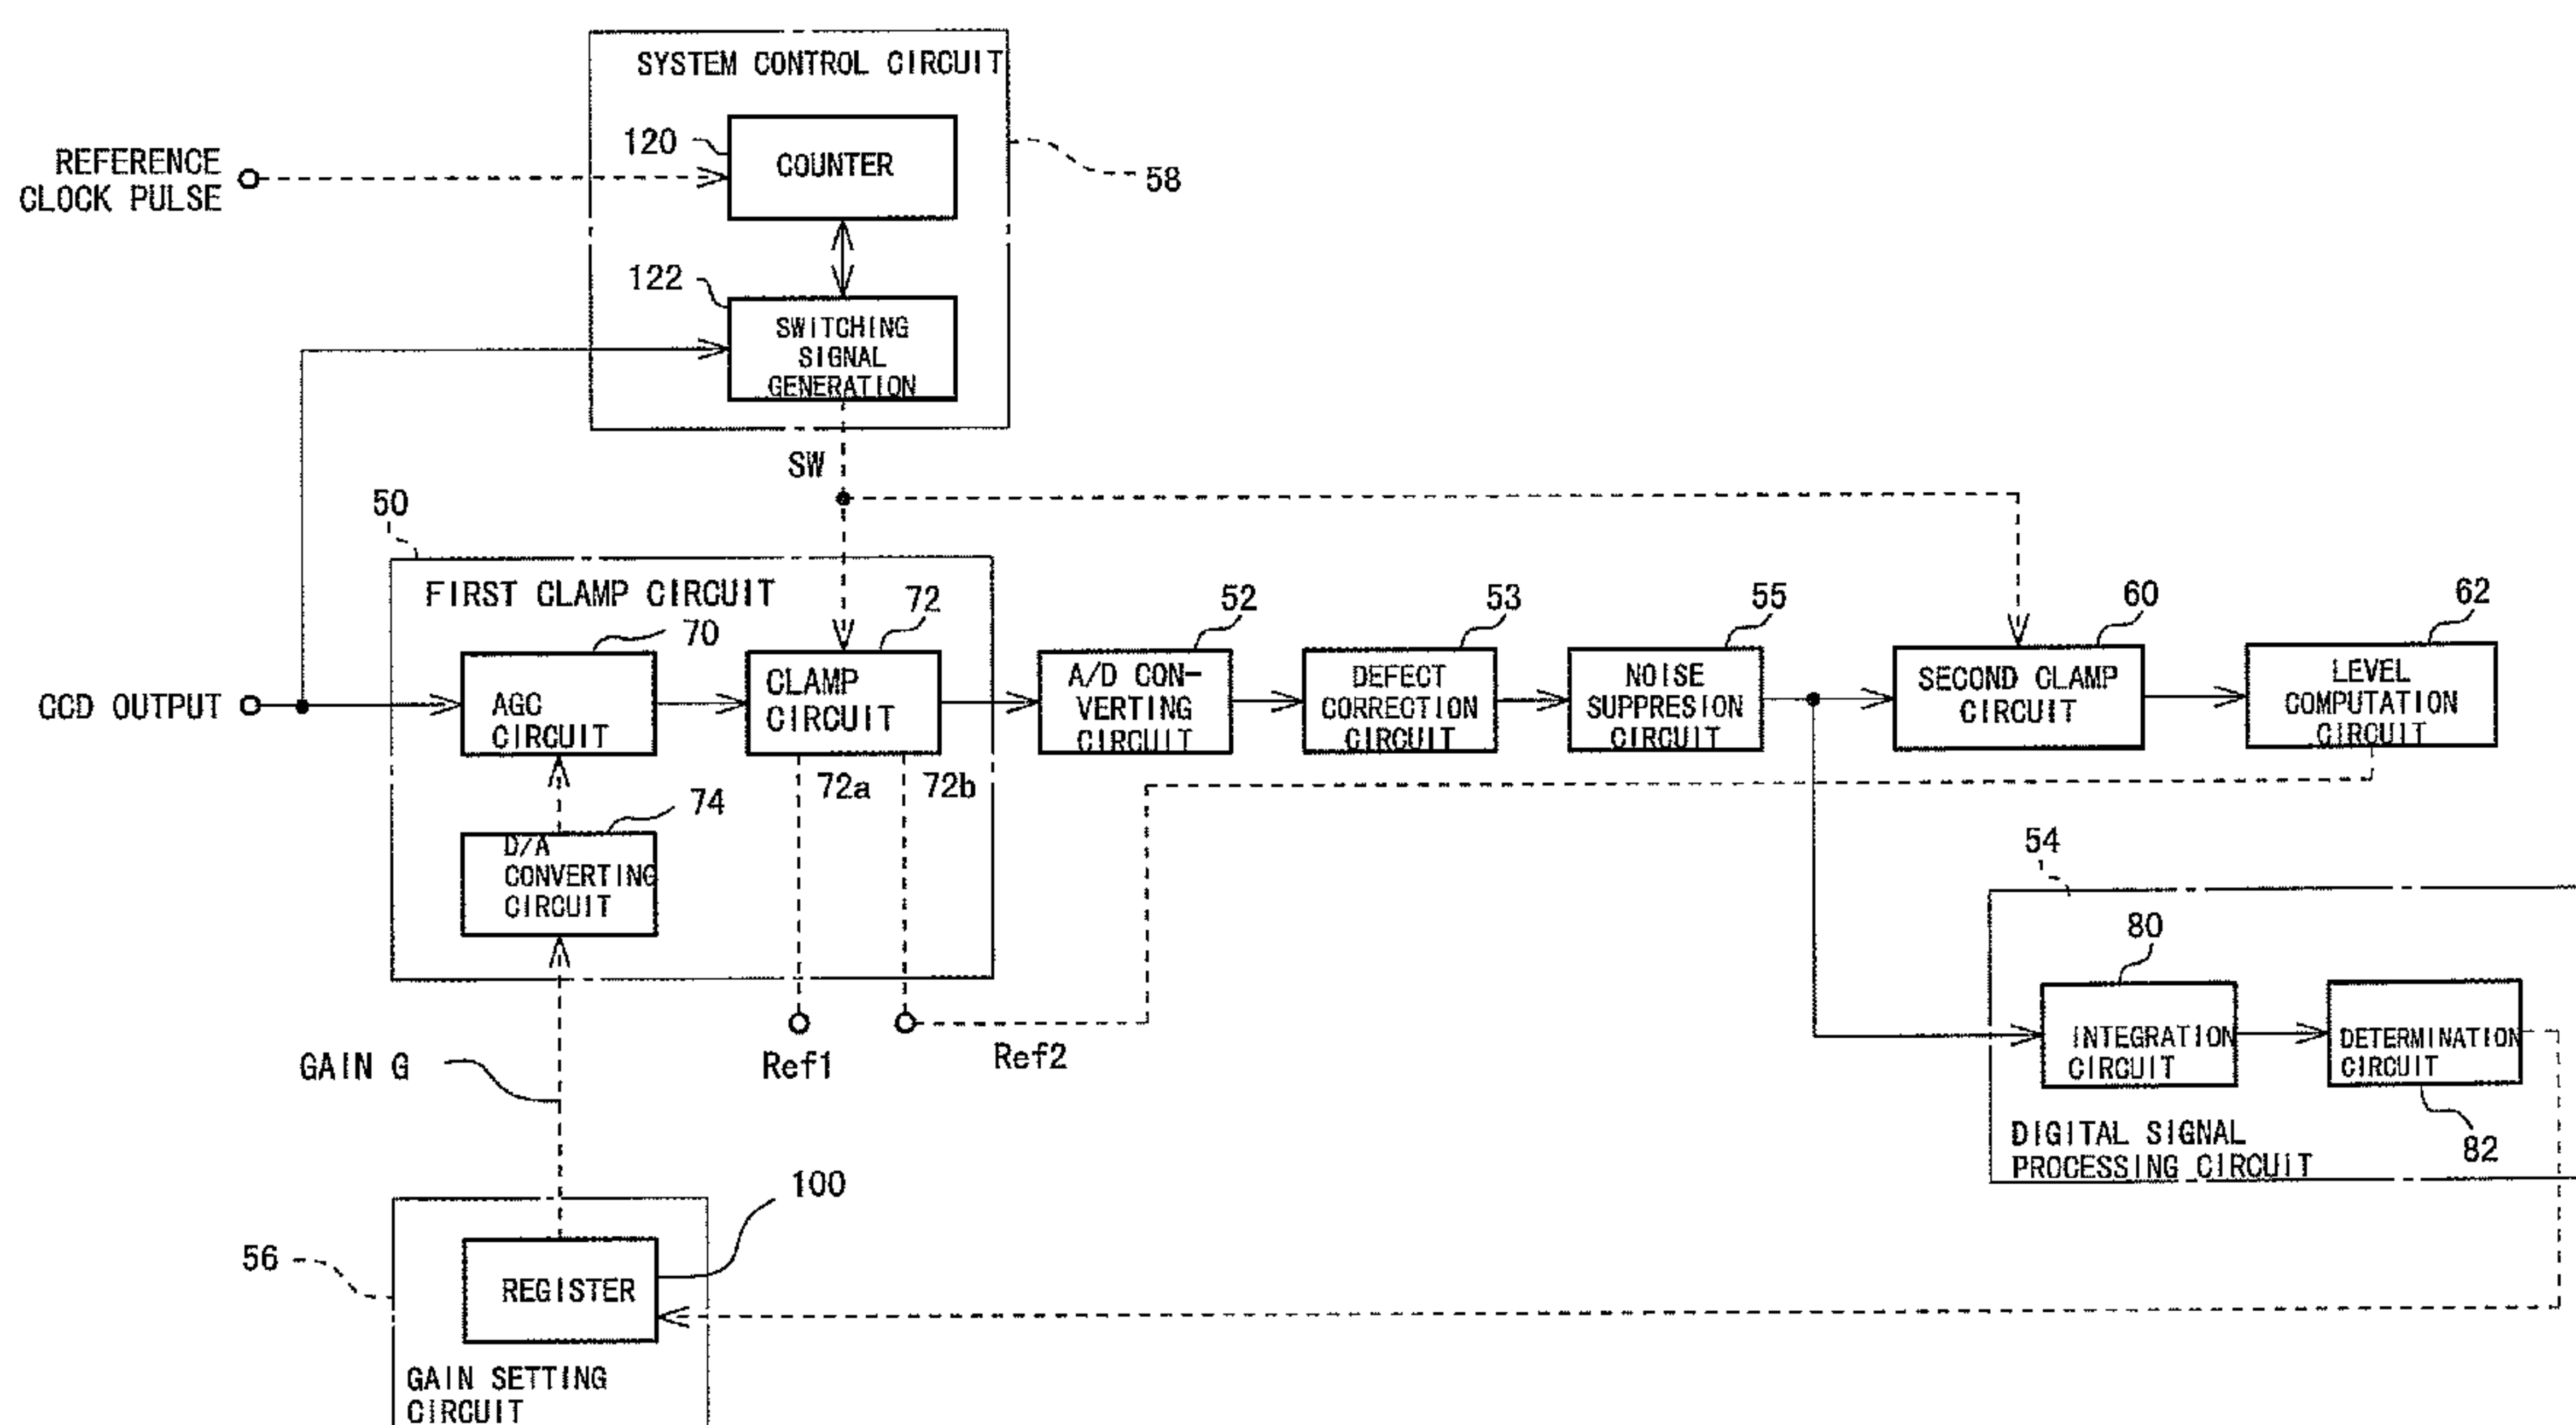 SYSTEM CONTROL CIRCUIT
120
COUNTER
REFERENCE
CLOCK PULSE
58
122
SWITCHING
SIGNAL
GENERATION
SW
50
FIRST CLAMP CIRCUIT
70
72
52
53
55
60
62
CCD OUTPUT
AGC
CIRCUIT
CLAMP
CIRCUIT
A/D CON-
VERTING
CIRCUIT
DEFECT
CORRECTION
CIRCUIT
NOISE
SUPPRESION
CIRCUIT
SECOND CLAMP
CIRCUIT
LEVEL
COMPUTATION
CIRCUIT
72a
72b
74
D/A
CONVERTING
CIRCUIT
54
80
INTEGRATION
CIRCUIT
DETERMINATION
CIRCUIT
82
DIGITAL SIGNAL
PROCESSING CIRCUIT
Ref1
Ref2
GAIN G
100
56
REGISTER
GAIN SETTING
CIRCUIT